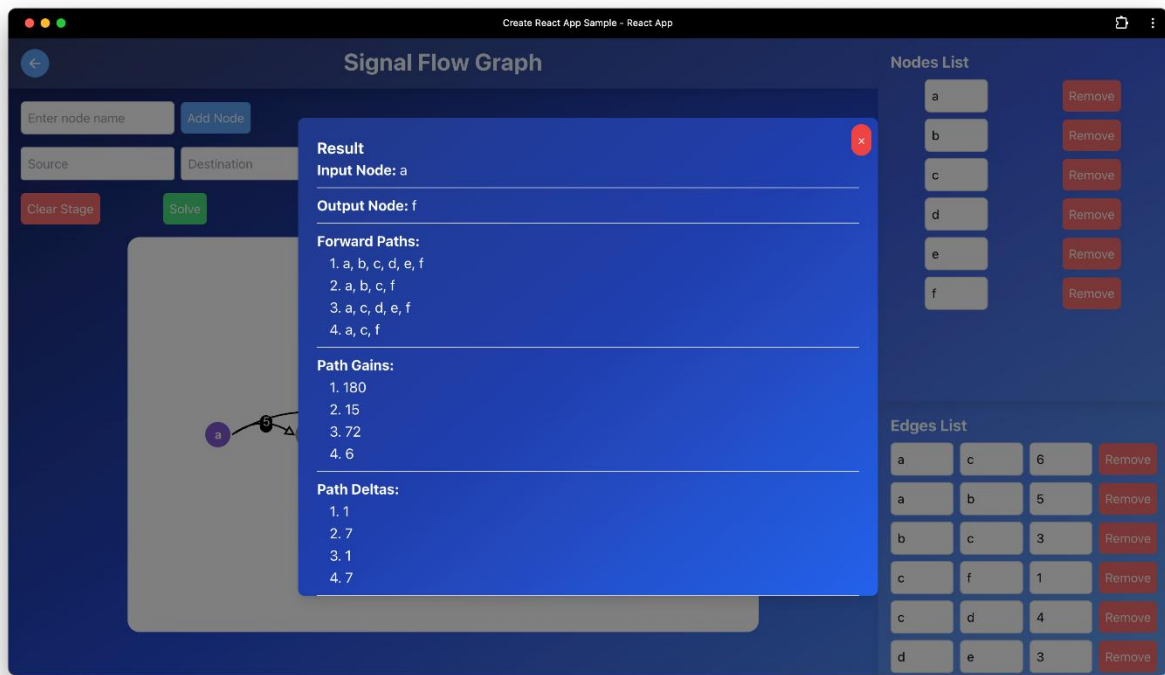 Create React App Sample - React App
Signal Flow Graph
Enter node name Add Node
Source Destination
Clear Stage Solve
a 5
Result
×
Input Node: a
Output Node: f
Forward Paths:
1. a, b, c, d, e, f
2. a, b, c, f
3. a, c, d, e, f
4. a, c, f
Path Gains:
1. 180
2. 15
3. 72
4. 6
Path Deltas:
1. 1
2. 7
3. 1
4. 7
Nodes List
a Remove
b Remove
c Remove
d Remove
e Remove
f Remove
Edges List
a c 6 Remove
a b 5 Remove
b c 3 Remove
c f 1 Remove
c d 4 Remove
d e 3 Remove